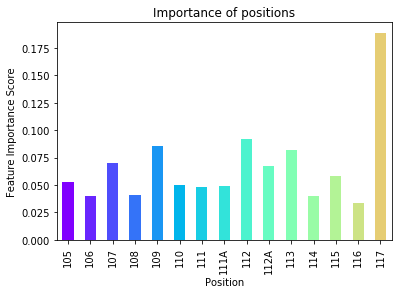 Importance of positions
Feature Importance Score
0.175
0.150
0.125
0.100
0.075
0.050
0.025
0.000
105 106 107 108 109 110 111 111A 112 112A 113 114 115 116 117
Position